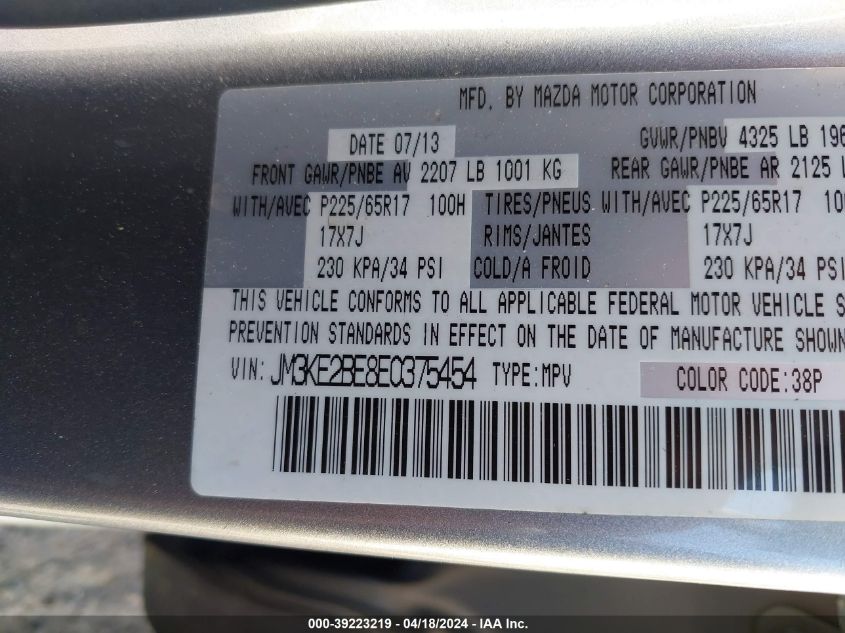 MFD. BY MAZDA MOTOR CORPORATION
DATE 07/13 GVWR/PNBV 4325 LB 196
FRONT GAWR/PNBE AV 2207 LB 1001 KG REAR GAWR/PNBE AR 2125 L
WITH/AVEC P225/65R17 100H TIRES/PNEUS WITH/AVEC P225/65R17 10
17X7J RIMS/JANTES 17X7J
230 KPA/34 PSI COLD/A FROID 230 KPA/34 PSI
THIS VEHICLE CONFORMS TO ALL APPLICABLE FEDERAL MOTOR VEHICLE S
PREVENTION STANDARDS IN EFFECT ON THE DATE OF MANUFACTURE SHOWN
VIN: JM3KE2BE8E0375454 TYPE:MPV COLOR CODE:38P
000-39223219 - 04/18/2024 - IAA Inc.